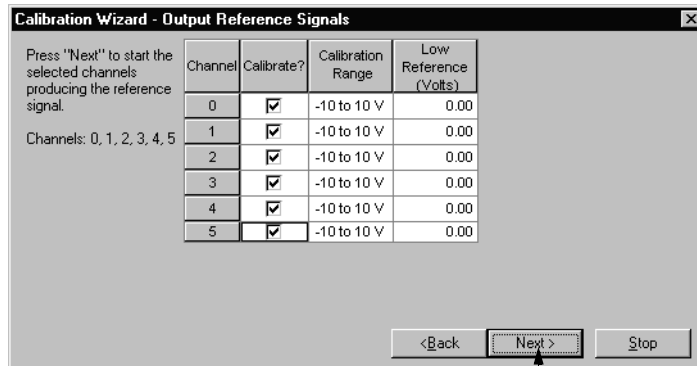 Calibration Wizard - Output Reference Signals
Press "Next" to start the
selected channels
producing the reference
signal.
Channels: 0, 1, 2, 3, 4, 5
Channel Calibrate? Calibration Range Low Reference (Volts)
0 -10 to 10 V 0.00
1 -10 to 10 V 0.00
2 -10 to 10 V 0.00
3 -10 to 10 V 0.00
4 -10 to 10 V 0.00
5 -10 to 10 V 0.00
<Back Next > Stop